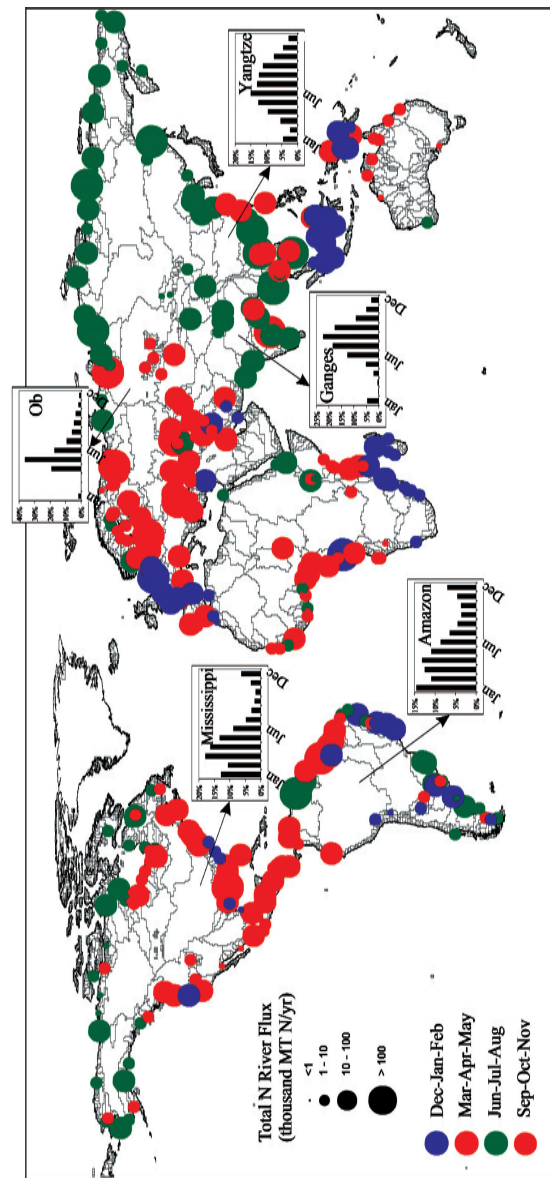 Ob
40%
30%
20%
10%
0%
Jan
Jun
Dec
Yangtze
20%
15%
10%
5%
0%
Jan
Jun
Dec
Mississippi
20%
15%
10%
5%
0%
Jan
Jun
Dec
Ganges
25%
20%
15%
10%
5%
0%
Jan
Jun
Dec
Amazon
15%
10%
5%
0%
Jan
Jun
Dec
Total N River Flux
(thousand MT N/yr)
<1
1 - 10
10 - 100
> 100
Dec-Jan-Feb
Mar-Apr-May
Jun-Jul-Aug
Sep-Oct-Nov